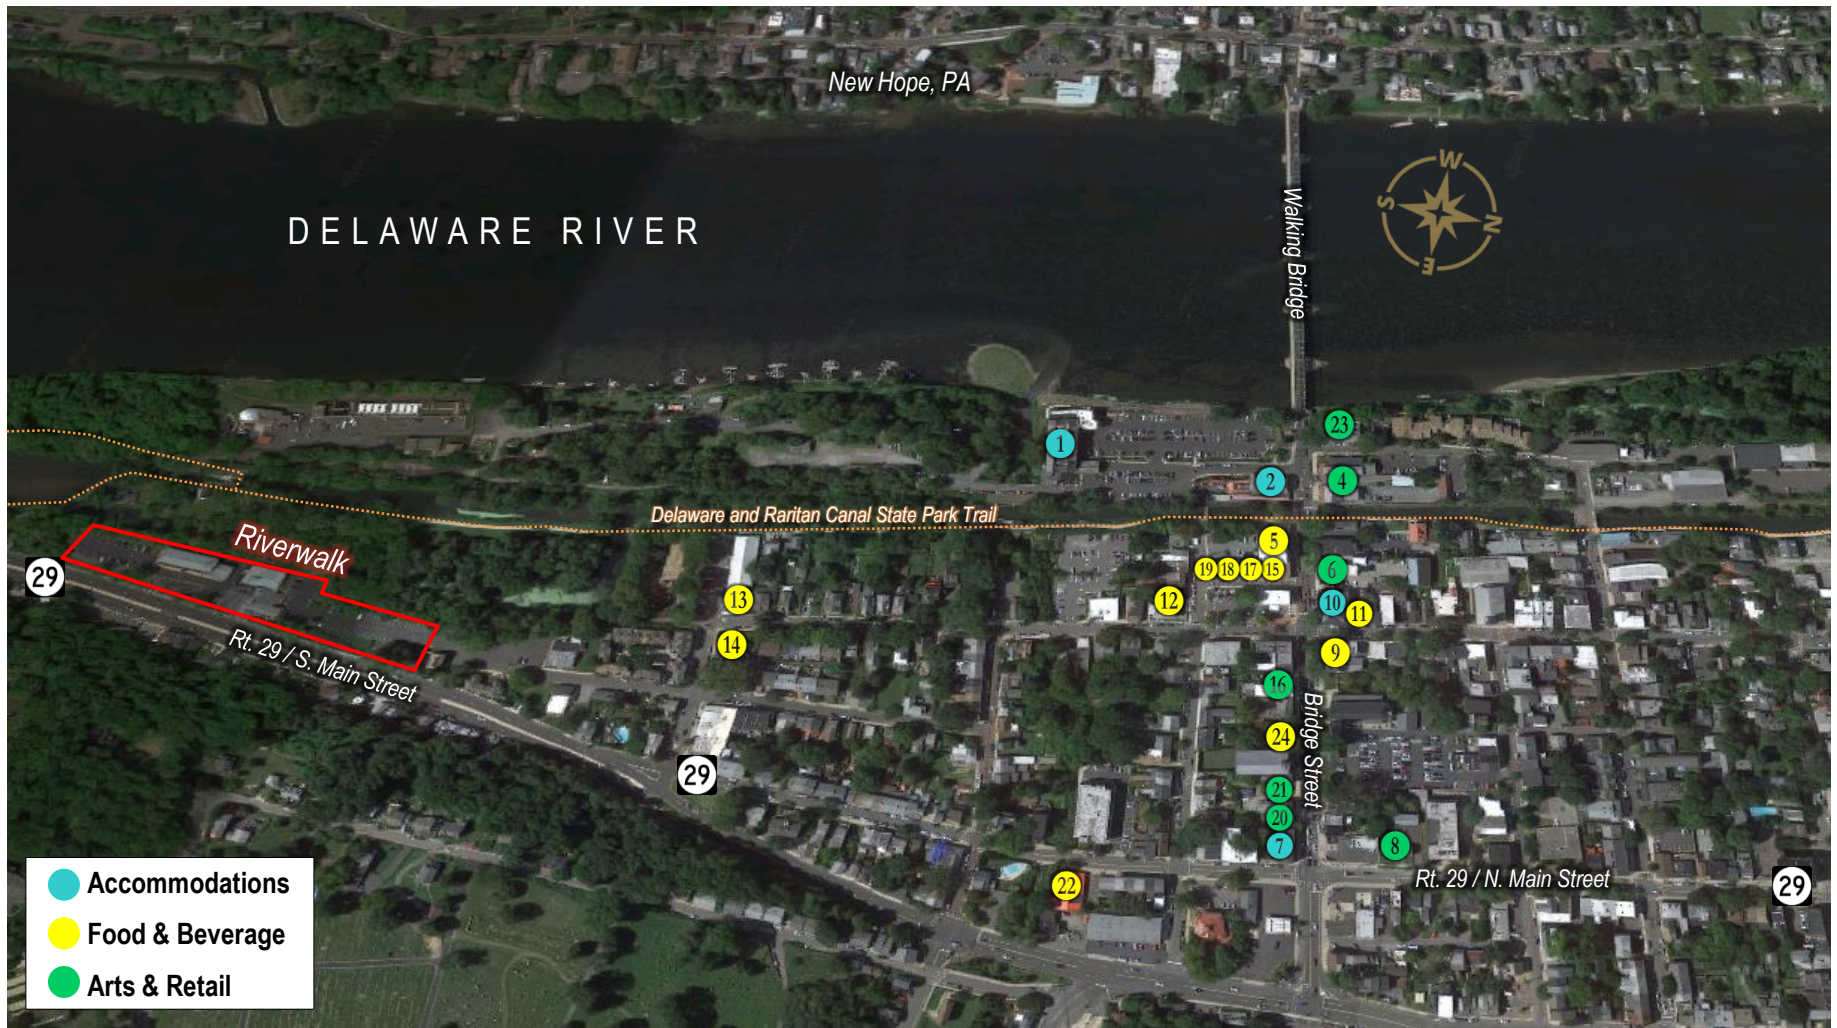 New Hope, PA
DELAWARE RIVER
Walking Bridge
W
S
N
E
23
1
2
4
Delaware and Raritan Canal State Park Trail
Riverwalk
5
29
19
18
17
15
6
13
12
10
11
14
9
Rt. 29 / S. Main Street
16
Bridge Street
24
29
21
20
7
8
22
Rt. 29 / N. Main Street
29
Accommodations
Food & Beverage
Arts & Retail